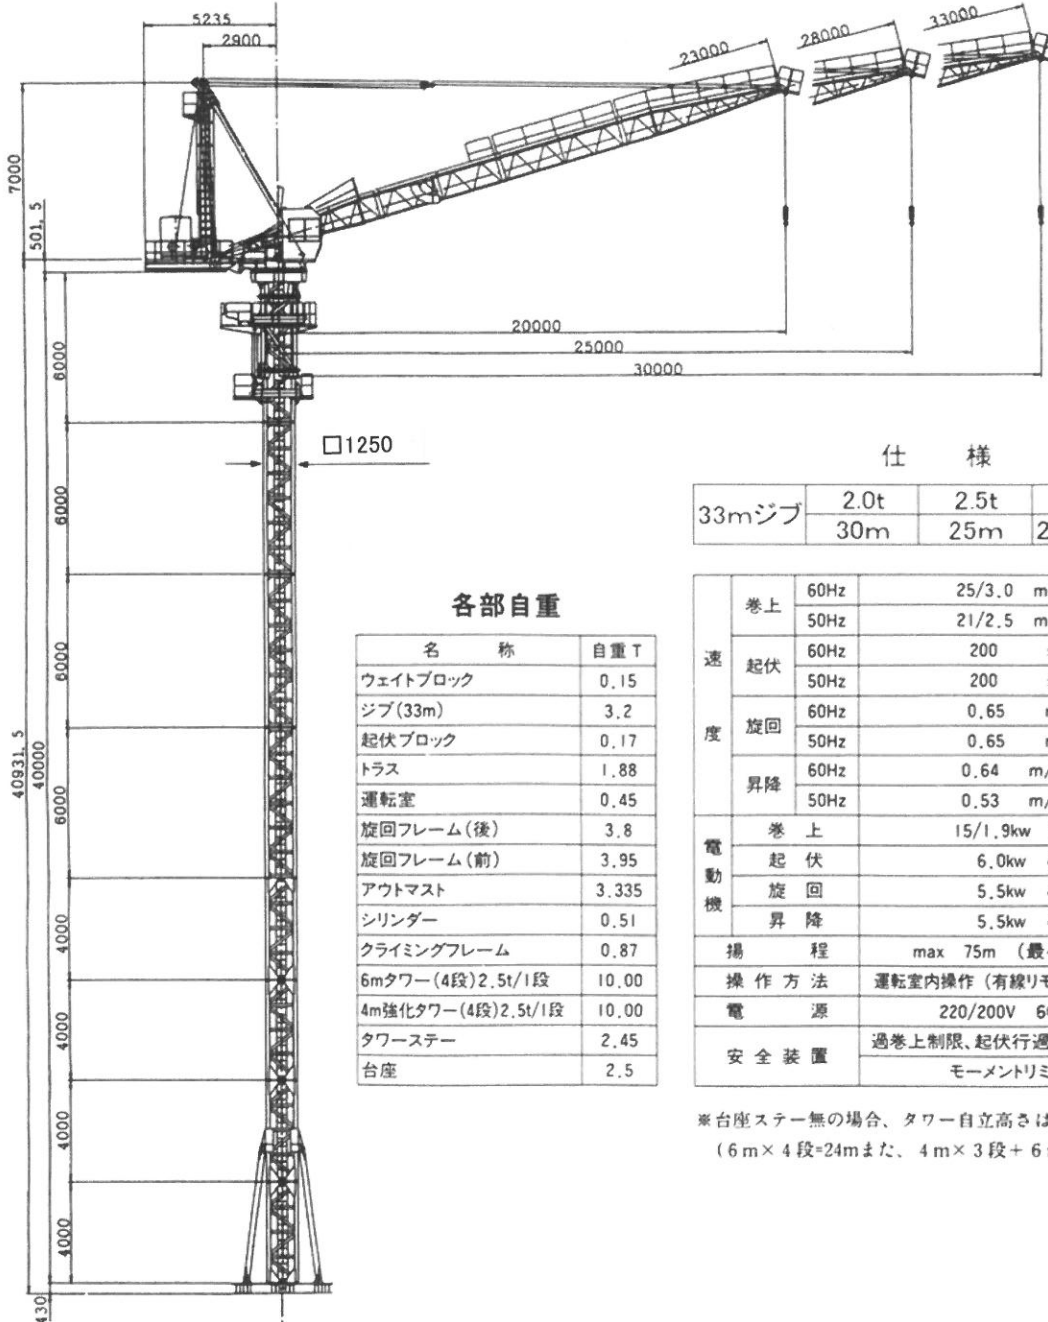 5235
2900
23000
28000
33000
7000
501.5
20000
25000
30000
6000
□1250
6000
6000
6000
40931.5
40000
4000
4000
4000
4000
430
仕 様
33mジブ 2.0t 2.5t
30m 25m 2
各部自重
名 称 自重 T
ウェイトブロック 0.15
ジブ(33m) 3.2
起伏ブロック 0.17
トラス 1.88
運転室 0.45
旋回フレーム(後) 3.8
旋回フレーム(前) 3.95
アウトマスト 3.335
シリンダー 0.51
クライミングフレーム 0.87
6mタワー(4段)2.5t/1段 10.00
4m強化タワー(4段)2.5t/1段 10.00
タワーステー 2.45
台座 2.5
速度 巻上 60Hz 25/3.0 m
50Hz 21/2.5 m
起伏 60Hz 200
50Hz 200
旋回 60Hz 0.65
50Hz 0.65
昇降 60Hz 0.64 m/
50Hz 0.53 m/
電動機 巻上 15/1.9kw
起伏 6.0kw
旋回 5.5kw
昇降 5.5kw
揚程 max 75m (最
操作方法 運転室内操作 (有線リモ
電源 220/200V 6
安全装置 過巻上制限、起伏行過
モーメントリミ
※台座ステー無の場合、タワー自立高さは
(6m×4段=24mまた、4m×3段+6